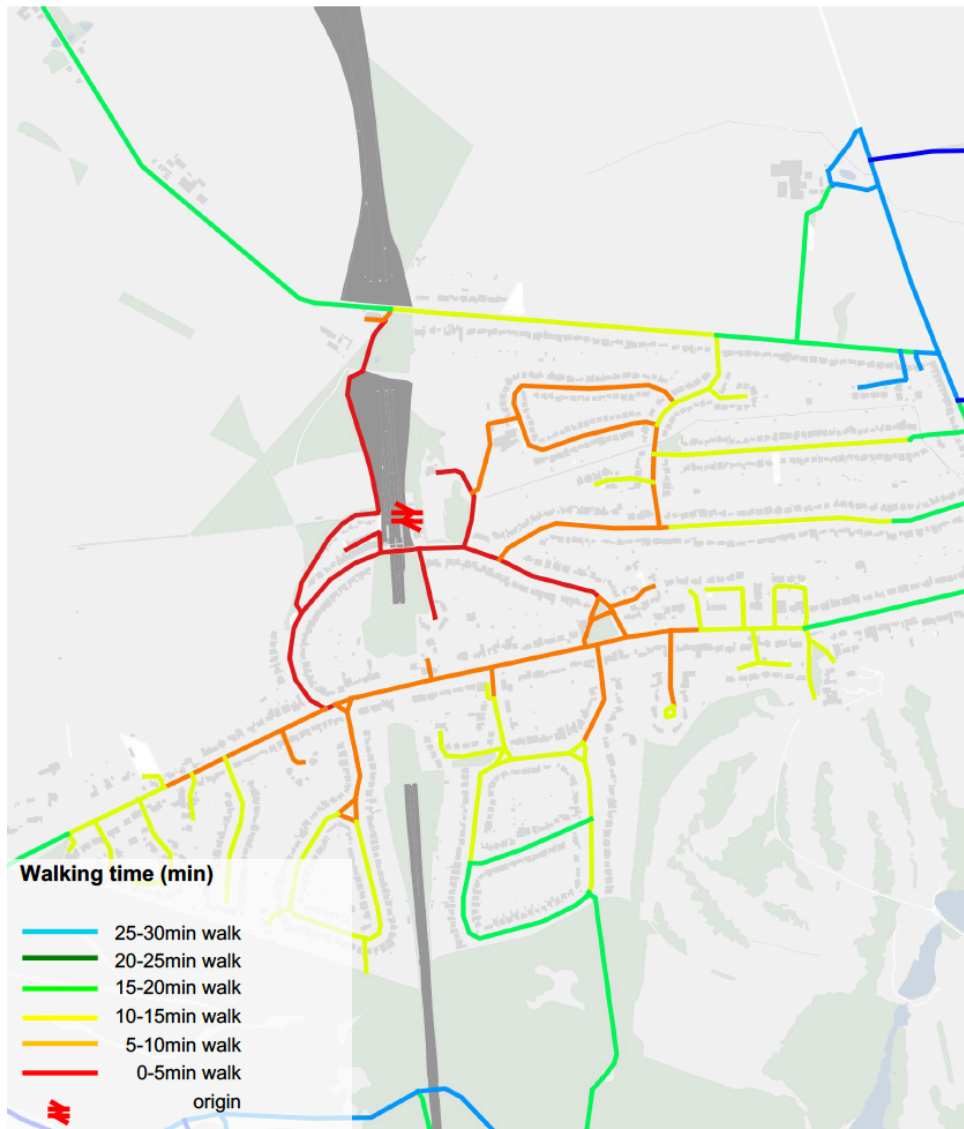 Walking time (min)
25-30min walk
20-25min walk
15-20min walk
10-15min walk
5-10min walk
0-5min walk
origin